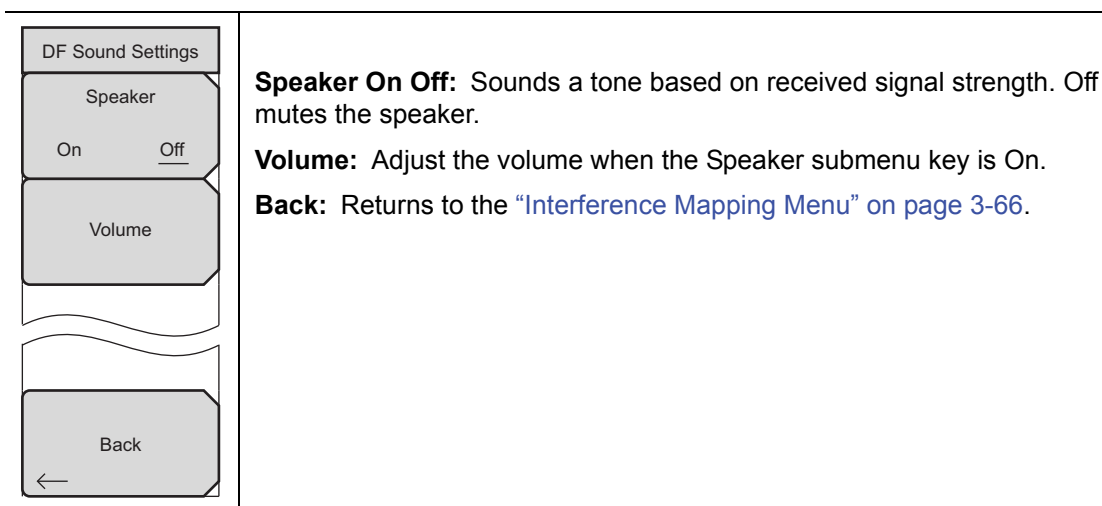 DF Sound Settings
Speaker
On Off
Volume
Back
Speaker On Off: Sounds a tone based on received signal strength. Off
mutes the speaker.
Volume: Adjust the volume when the Speaker submenu key is On.
Back: Returns to the “Interference Mapping Menu” on page 3-66.